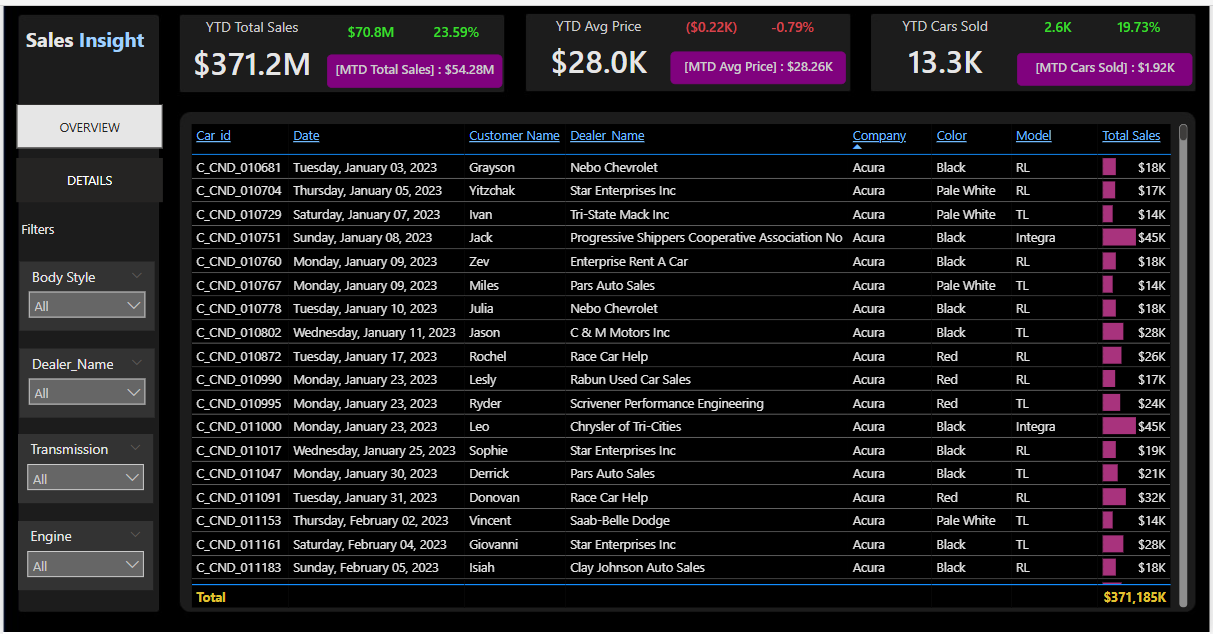 Sales Insight
YTD Total Sales $70.8M 23.59%
$371.2M [MTD Total Sales] : $54.28M
YTD Avg Price ($0.22K) -0.79%
$28.0K [MTD Avg Price] : $28.26K
YTD Cars Sold 2.6K 19.73%
13.3K [MTD Cars Sold] : $1.92K
OVERVIEW
DETAILS
Filters
Body Style
All
Dealer_Name
All
Transmission
All
Engine
All
Car_id Date Customer Name Dealer_Name Company Color Model Total Sales
C_CND_010681 Tuesday, January 03, 2023 Grayson Nebo Chevrolet Acura Black RL $18K
C_CND_010704 Thursday, January 05, 2023 Yitzchak Star Enterprises Inc Acura Pale White RL $17K
C_CND_010729 Saturday, January 07, 2023 Ivan Tri-State Mack Inc Acura Pale White TL $14K
C_CND_010751 Sunday, January 08, 2023 Jack Progressive Shippers Cooperative Association No Acura Black Integra $45K
C_CND_010760 Monday, January 09, 2023 Zev Enterprise Rent A Car Acura Black RL $18K
C_CND_010767 Monday, January 09, 2023 Miles Pars Auto Sales Acura Pale White TL $14K
C_CND_010778 Tuesday, January 10, 2023 Julia Nebo Chevrolet Acura Black RL $18K
C_CND_010802 Wednesday, January 11, 2023 Jason C & M Motors Inc Acura Black TL $28K
C_CND_010872 Tuesday, January 17, 2023 Rochel Race Car Help Acura Red RL $26K
C_CND_010990 Monday, January 23, 2023 Lesly Rabun Used Car Sales Acura Red RL $17K
C_CND_010995 Monday, January 23, 2023 Ryder Scrivener Performance Engineering Acura Red TL $24K
C_CND_011000 Monday, January 23, 2023 Leo Chrysler of Tri-Cities Acura Black Integra $45K
C_CND_011017 Wednesday, January 25, 2023 Sophie Star Enterprises Inc Acura Black RL $19K
C_CND_011047 Monday, January 30, 2023 Derrick Pars Auto Sales Acura Black TL $21K
C_CND_011091 Tuesday, January 31, 2023 Donovan Race Car Help Acura Red RL $32K
C_CND_011153 Thursday, February 02, 2023 Vincent Saab-Belle Dodge Acura Pale White TL $14K
C_CND_011161 Saturday, February 04, 2023 Giovanni Star Enterprises Inc Acura Black TL $28K
C_CND_011183 Sunday, February 05, 2023 Isiah Clay Johnson Auto Sales Acura Black RL $18K
Total $371,185K